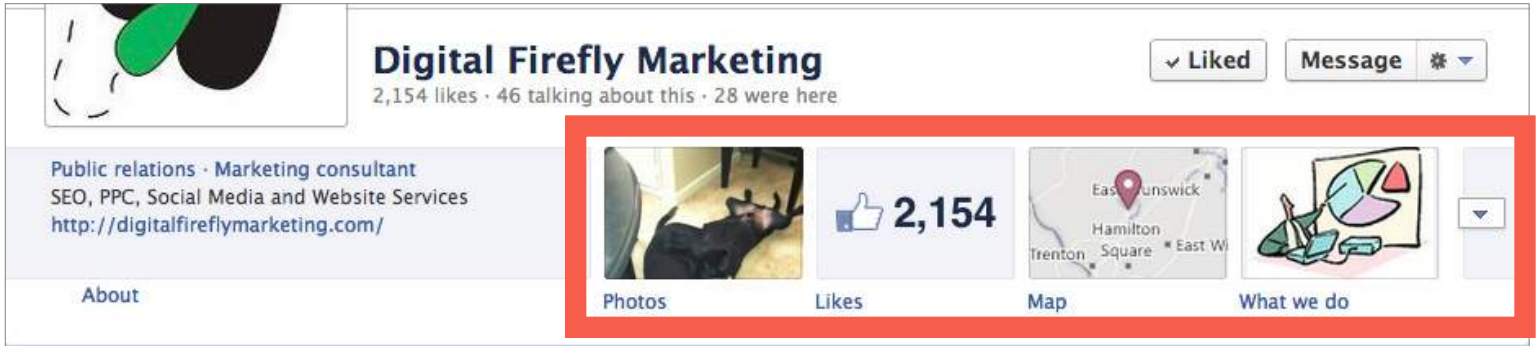 Digital Firefly Marketing
2,154 likes · 46 talking about this · 28 were here
Liked
Message
Public relations · Marketing consultant
SEO, PPC, Social Media and Website Services
http://digitalfireflymarketing.com/
About
2,154
Hamilton
Trenton Square East
Photos
Likes
Map
What we do